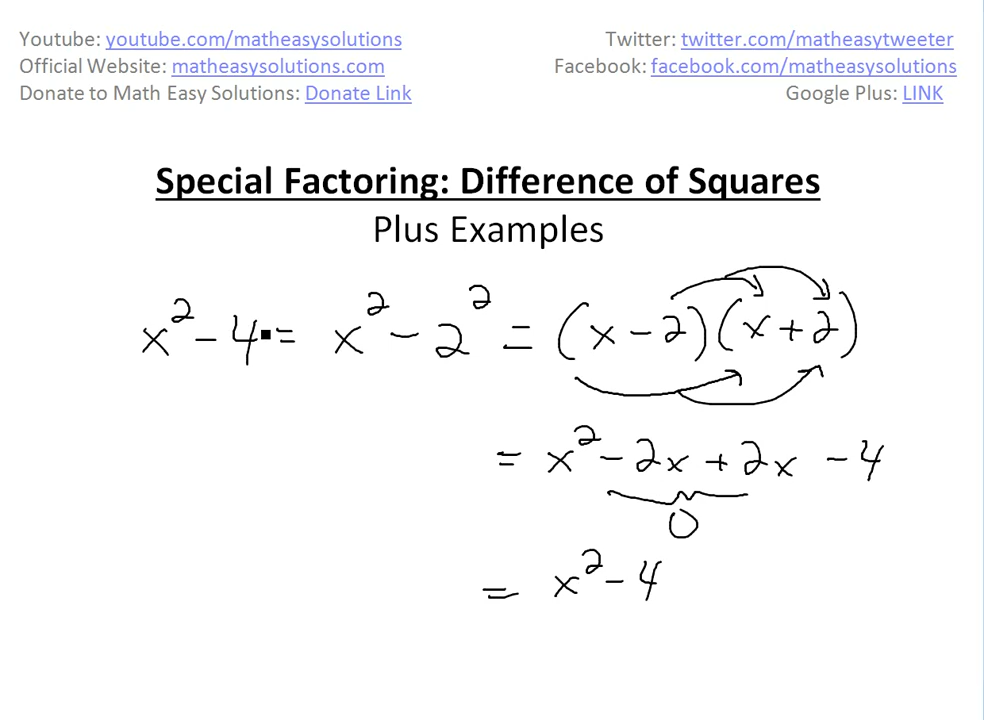 Youtube: youtube.com/matheasysolutions
Twitter: twitter.com/matheasytweeter
Official Website: matheasysolutions.com
Facebook: facebook.com/matheasysolutions
Donate to Math Easy Solutions: Donate Link
Google Plus: LINK
Special Factoring: Difference of Squares
Plus Examples
x² - 4 = x² - 2² = (x - 2)(x + 2)
= x² - 2x + 2x - 4
0
= x² - 4